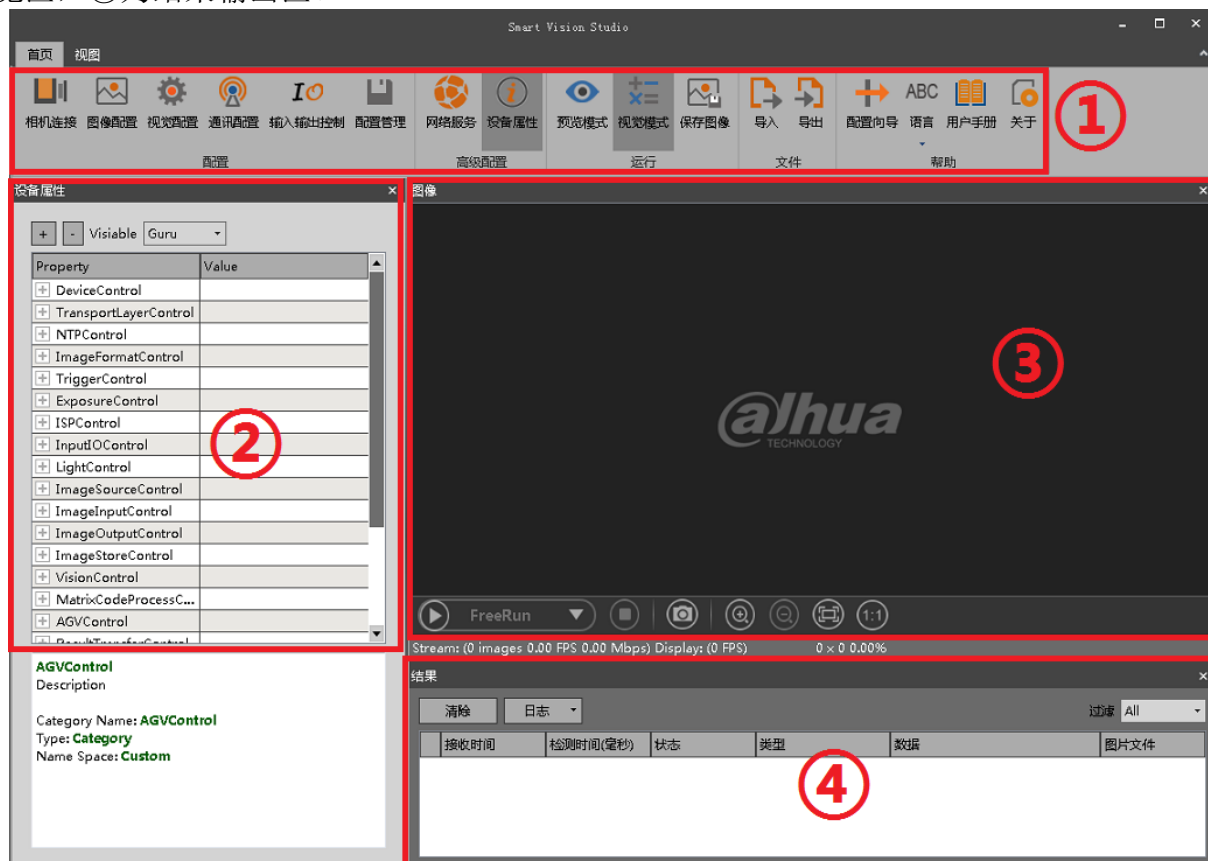 Smart Vision Studio
首页 视图
相机连接 图像配置 视觉配置 通讯配置 输入输出控制 配置管理 网络服务 设备属性 预览模式 视觉模式 保存图像 导入 导出 配置向导 语言 用户手册 关于
IO
ABC
①
配置 高级配置 运行 文件 帮助
设备属性
+ - Visiable Guru
Property Value
DeviceControl
TransportLayerControl
NTPControl
ImageFormatControl
TriggerControl
ExposureControl
ISPControl
InputIOControl
LightControl
ImageSourceControl
ImageInputControl
ImageOutputControl
ImageStoreControl
VisionControl
MatrixCodeProcessC...
AGVControl
②
AGVControl
Description
Category Name: AGVControl
Type: Category
Name Space: Custom
图像
③
alhua
TECHNOLOGY
FreeRun 1:1
Stream: (0 images 0.00 FPS 0.00 Mbps) Display: (0 FPS) 0 × 0 0.00%
结果
清除 日志 过滤 All
接收时间 检测时间(毫秒) 状态 类型 数据 图片文件
④